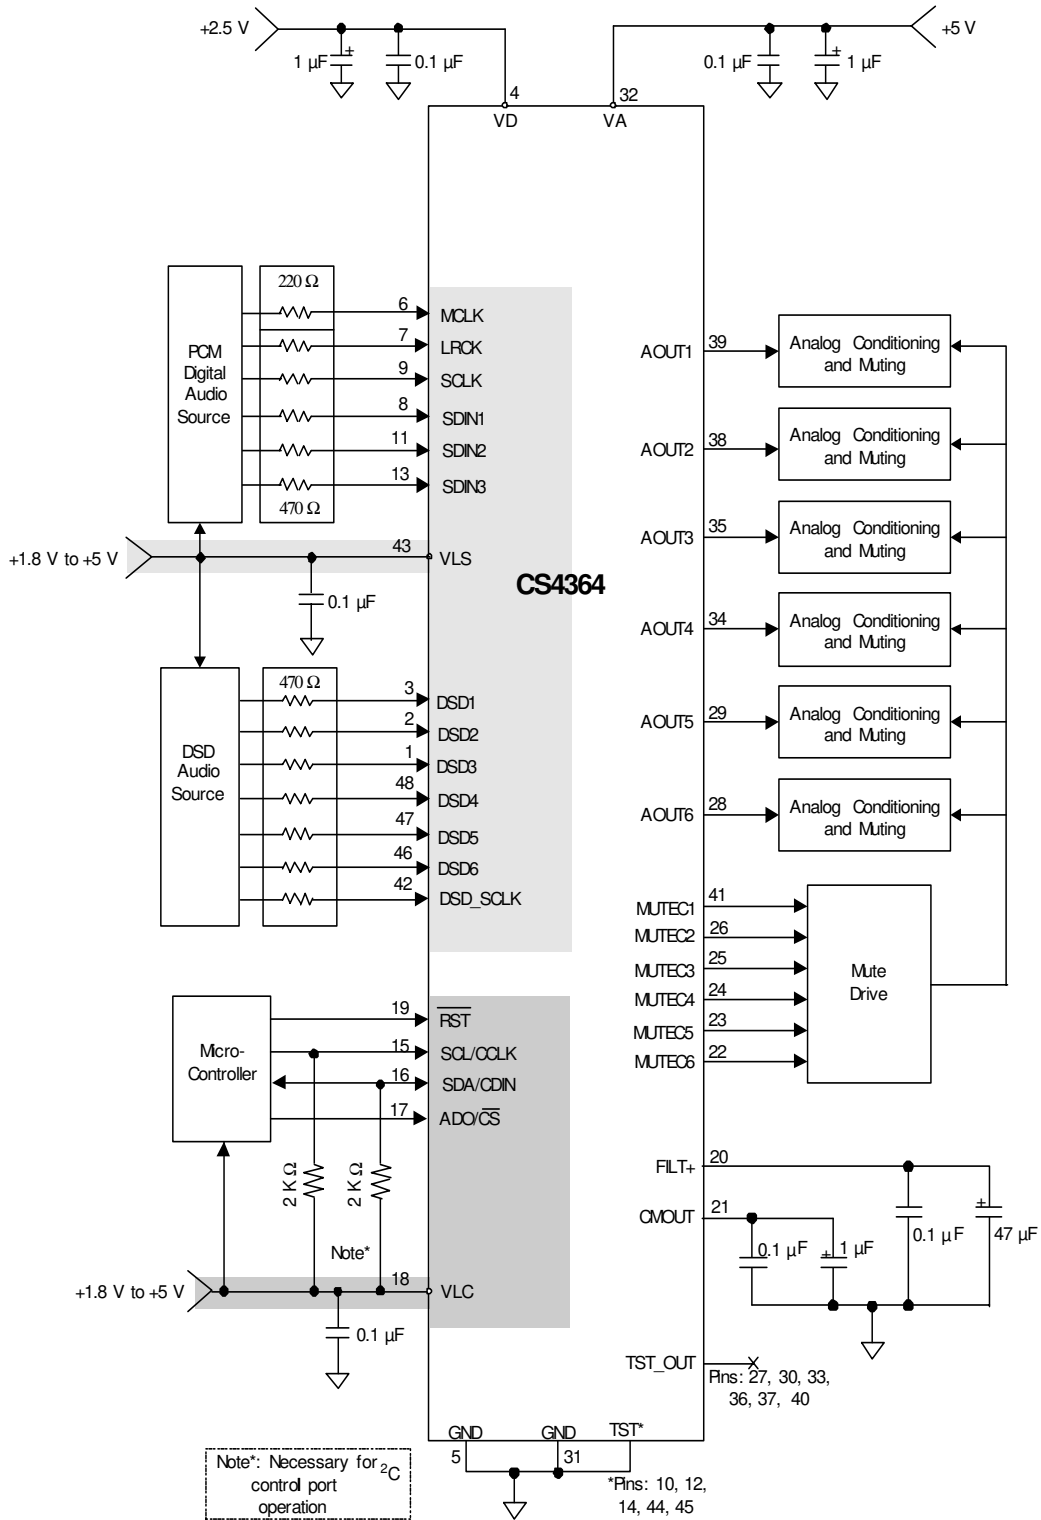 +2.5 V
+5 V
1 µF
+
0.1 µF
0.1 µF
+
1 µF
4
32
VD
VA
PCM
Digital
Audio
Source
220 Ω
470 Ω
6
MCLK
7
LRCK
9
SCLK
8
SDIN1
11
SDIN2
13
SDIN3
+1.8 V to +5 V
43
VLS
0.1 µF
CS4364
DSD
Audio
Source
470 Ω
3
DSD1
2
DSD2
1
DSD3
48
DSD4
47
DSD5
46
DSD6
42
DSD_SCLK
Micro-
Controller
19
RST
15
SCL/CCLK
16
SDA/CDIN
17
ADO/CS
2 K Ω
2 K Ω
Note*
+1.8 V to +5 V
18
VLC
0.1 µF
AOUT1
39
Analog Conditioning
and Muting
AOUT2
38
Analog Conditioning
and Muting
AOUT3
35
Analog Conditioning
and Muting
AOUT4
34
Analog Conditioning
and Muting
AOUT5
29
Analog Conditioning
and Muting
AOUT6
28
Analog Conditioning
and Muting
MUTEC1
41
MUTEC2
26
MUTEC3
25
MUTEC4
24
MUTEC5
23
MUTEC6
22
Mute
Drive
FILT+
20
CMOUT
21
0.1 µF
+
1 µF
0.1 µF
+
47 µF
TST_OUT
Pins: 27, 30, 33,
36, 37, 40
GND
5
GND
31
TST*
*Pins: 10, 12,
14, 44, 45
Note*: Necessary for ²C
control port
operation